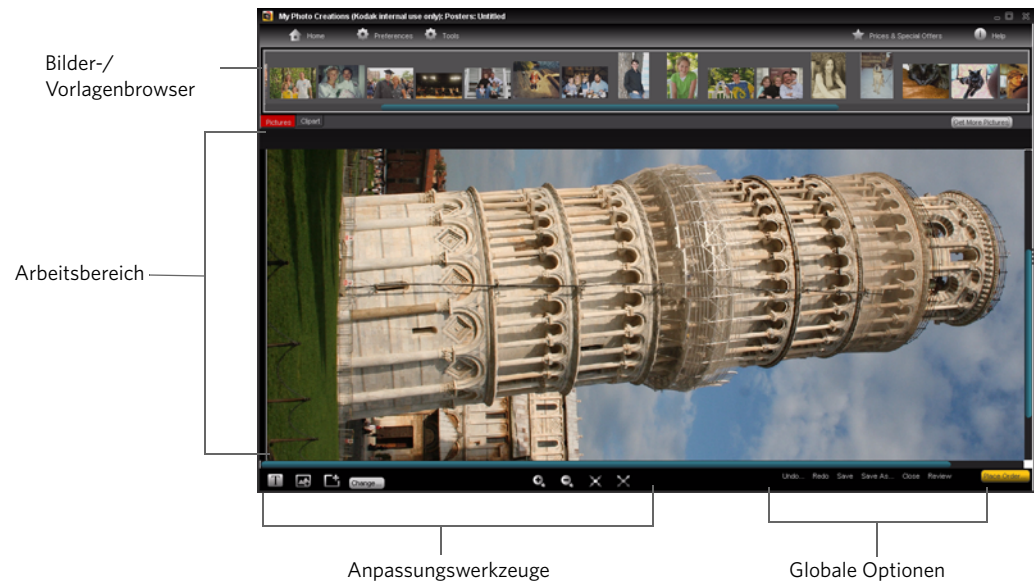 My Photo Creations (Kodak internal use only): Posters: Untitled
Home Preferences Tools Prices & Special Offers Help
Bilder-/
Vorlagenbrowser
Pictures Clipart Get More Pictures
Arbeitsbereich
T Change... Undo... Redo Save Save As... Close Review Place Order...
Anpassungswerkzeuge Globale Optionen